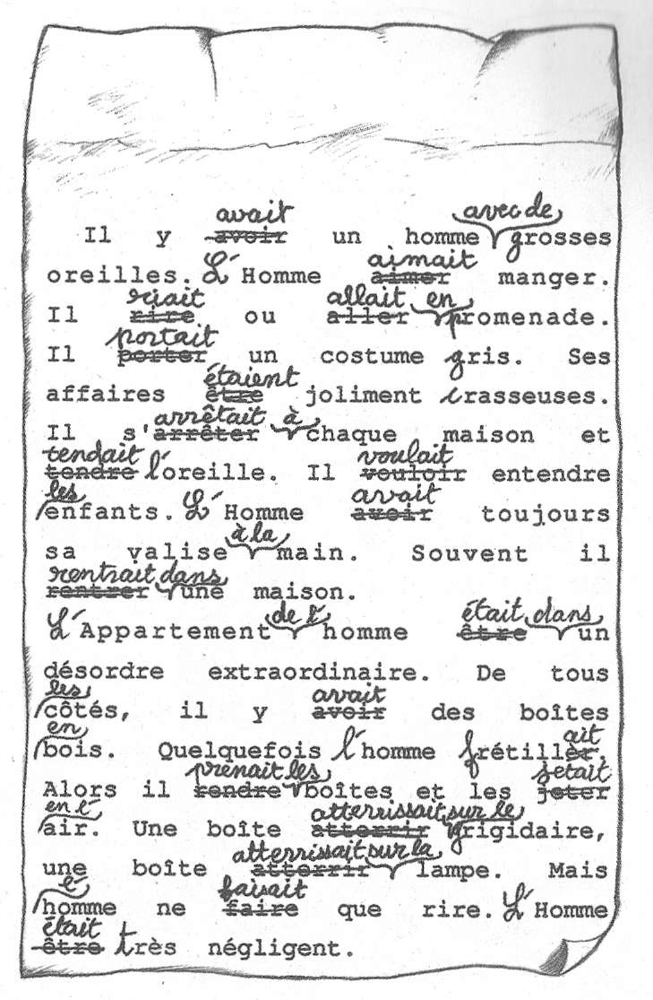 avait avec de
Il y avoir un homme grosses
aimait
oreilles. L'Homme aimer manger.
riait allait en
Il rire ou aller promenade.
portait
Il porter un costume gris. Ses
étaient
affaires être joliment crasseuses.
arrêtait à
Il s'arrêter chaque maison et
tendait voulait
tendre l'oreille. Il vouloir entendre
les avait
enfants. L'Homme avoir toujours
à la
sa valise main. Souvent il
rentrait dans
rentrer une maison.
de l' était dans
L'Appartement homme être un
désordre extraordinaire. De tous
les avait
côtés, il y avoir des boîtes
en ait
bois. Quelquefois l'homme frétiller.
prenait les jetait
Alors il rendre boîtes et les jeter
en l' atterrissait sur le
air. Une boîte atterrir frigidaire,
atterrissait sur la
une boîte atterrir lampe. Mais
l' faisait
homme ne faire que rire. L'Homme
était
être très négligent.